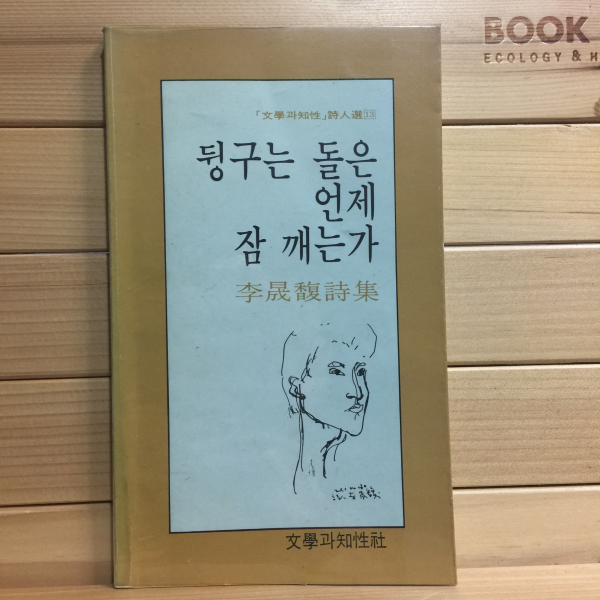 BOOK
ECOLOGY & H
「文學과知性」詩人選 13
뒹구는 돌은
언제
잠 깨는가
李晟馥詩集
文學과知性社